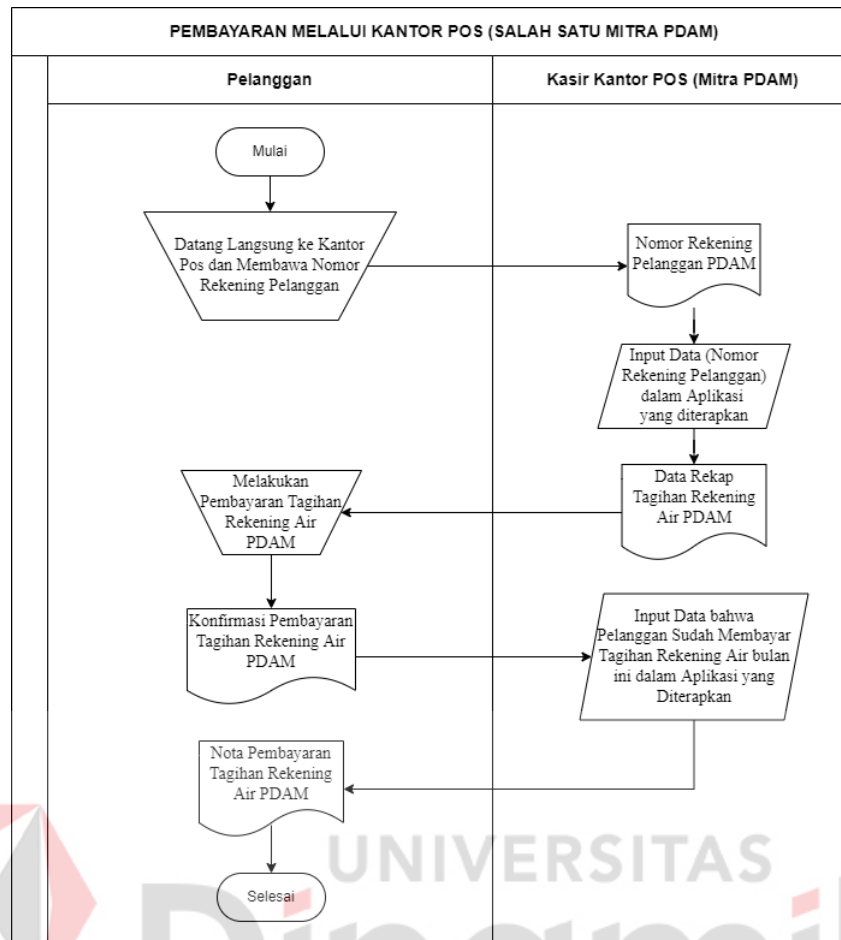 PEMBAYARAN MELALUI KANTOR POS (SALAH SATU MITRA PDAM)
Pelanggan
Kasir Kantor POS (Mitra PDAM)
Mulai
Datang Langsung ke Kantor
Pos dan Membawa Nomor
Rekening Pelanggan
Nomor Rekening
Pelanggan PDAM
Input Data (Nomor
Rekening Pelanggan)
dalam Aplikasi
yang diterapkan
Data Rekap
Tagihan Rekening
Air PDAM
Melakukan
Pembayaran Tagihan
Rekening Air
PDAM
Konfirmasi Pembayaran
Tagihan Rekening Air
PDAM
Input Data bahwa
Pelanggan Sudah Membayar
Tagihan Rekening Air bulan
ini dalam Aplikasi yang
Diterapkan
Nota Pembayaran
Tagihan Rekening
Air PDAM
Selesai
UNIVERSITAS